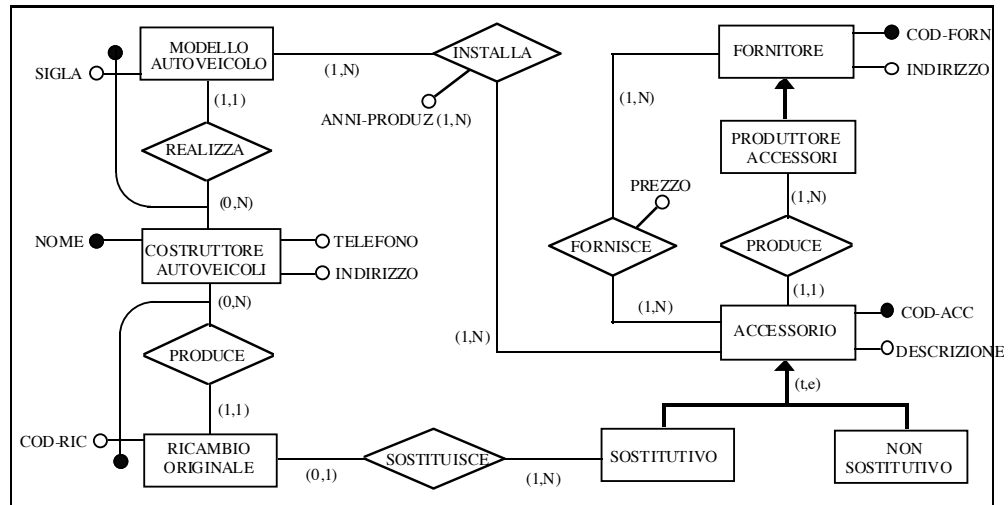 MODELLO
AUTOVEICOLO
SIGLA
(1,N)
INSTALLA
ANNI-PRODUZ (1,N)
FORNITORE
COD-FORN
INDIRIZZO
(1,1)
(1,N)
REALIZZA
PRODUTTORE
ACCESSORI
(0,N)
PREZZO
(1,N)
NOME
COSTRUTTORE
AUTOVEICOLI
TELEFONO
INDIRIZZO
FORNISCE
PRODUCE
(0,N)
(1,N)
(1,1)
PRODUCE
(1,N)
ACCESSORIO
COD-ACC
DESCRIZIONE
(1,1)
(t,e)
COD-RIC
RICAMBIO
ORIGINALE
(0,1)
SOSTITUISCE
(1,N)
SOSTITUTIVO
NON
SOSTITUTIVO